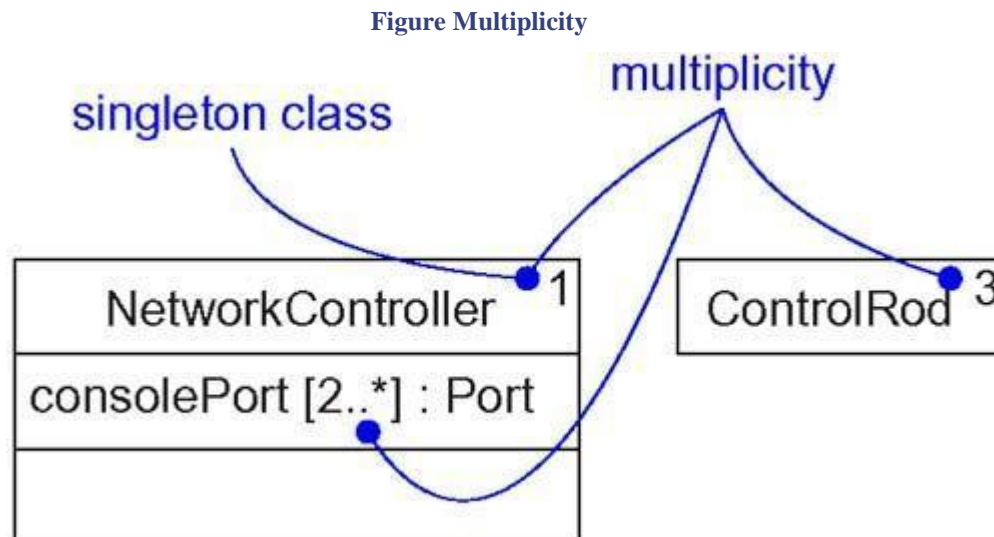 Figure Multiplicity
multiplicity
singleton class
1
NetworkController
3
ControlRod
consolePort [2..*] : Port